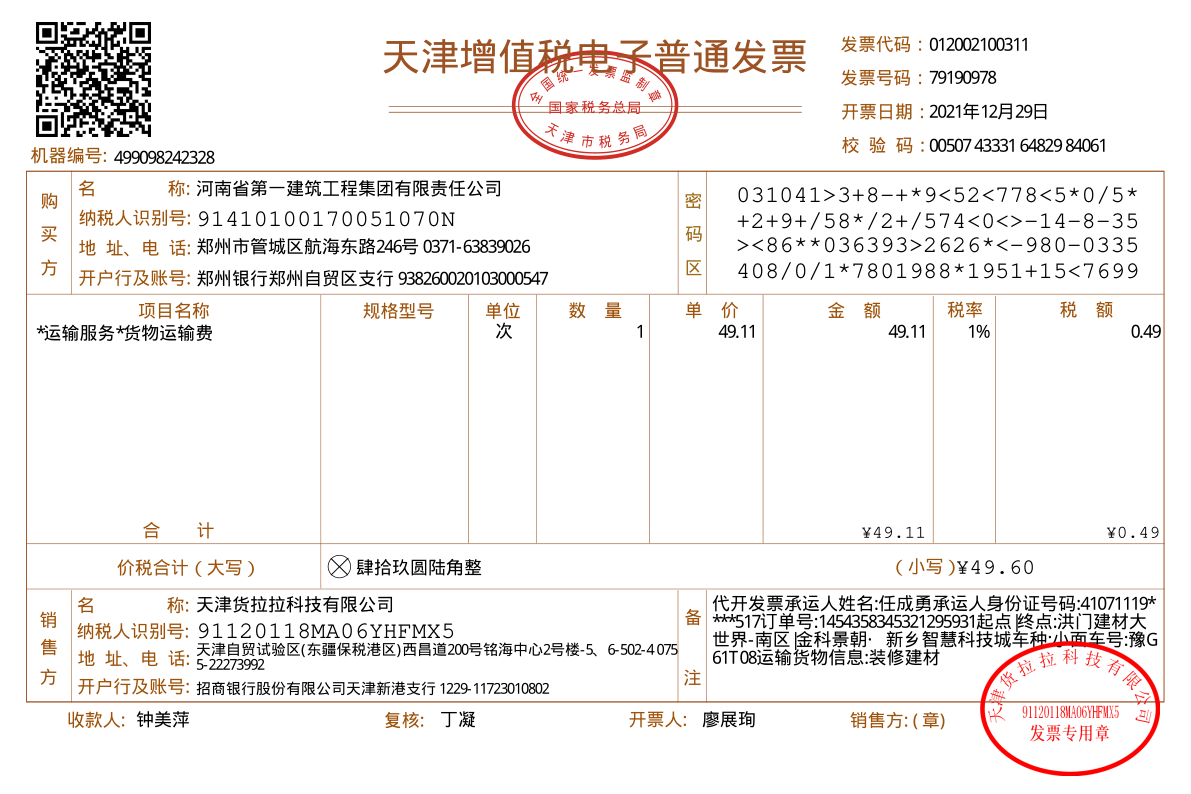 天津增值税电子普通发票
全国统一发票监制章
国家税务总局
天津市税务局
发票代码：012002100311
发票号码：79190978
开票日期：2021年12月29日
校 验 码：00507 43331 64829 84061
机器编号: 499098242328
购买方
名 称: 河南省第一建筑工程集团有限责任公司
纳税人识别号: 91410100170051070N
地 址、电 话: 郑州市管城区航海东路246号 0371-63839026
开户行及账号: 郑州银行郑州自贸区支行 938260020103000547
密码区
031041>3+8-+*9<52<778<5*0/5*
+2+9+/58*/2+/574<0<>-14-8-35
><86**036393>2626*<-980-0335
408/0/1*7801988*1951+15<7699
项目名称 规格型号 单位 数 量 单 价 金 额 税率 税 额
*运输服务*货物运输费 次 1 49.11 49.11 1% 0.49
合 计 ¥49.11 ¥0.49
价税合计（大写） 肆拾玖圆陆角整 （小写）¥49.60
销售方
名 称: 天津货拉拉科技有限公司
纳税人识别号: 91120118MA06YHFMX5
地 址、电 话: 天津自贸试验区(东疆保税港区)西昌道200号铭海中心2号楼-5、6-502-4 075
5-22273992
开户行及账号: 招商银行股份有限公司天津新港支行 1229-11723010802
备注
代开发票承运人姓名:任成勇承运人身份证号码:41071119*
***517订单号:1454358345321295931起点|终点:洪门建材大
世界-南区|金科景朝· 新乡智慧科技城车种:小面车号:豫G
61T08运输货物信息:装修建材
收款人: 钟美萍 复核: 丁凝 开票人: 廖展珣 销售方: ( 章)
天津货拉拉科技有限公司
91120118MA06YHFMX5
发票专用章